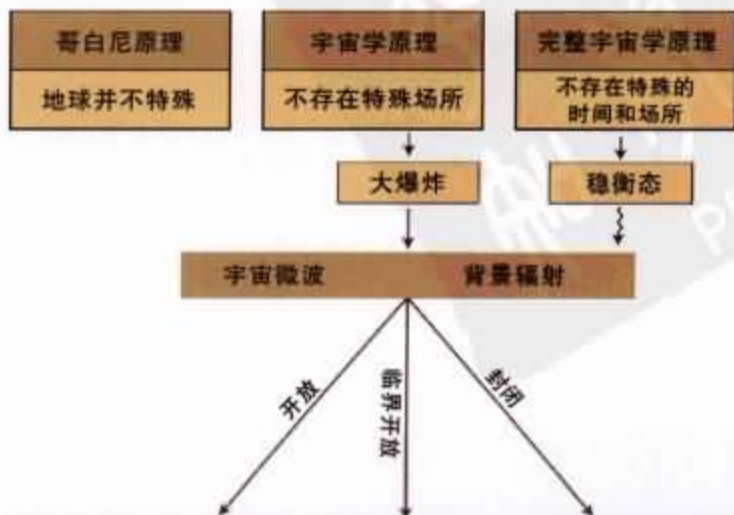 哥白尼原理
宇宙学原理
完整宇宙学原理
地球并不特殊
不存在特殊场所
不存在特殊的
时间和场所
大爆炸
稳衡态
宇宙微波 背景辐射
开放
临界开放
封闭